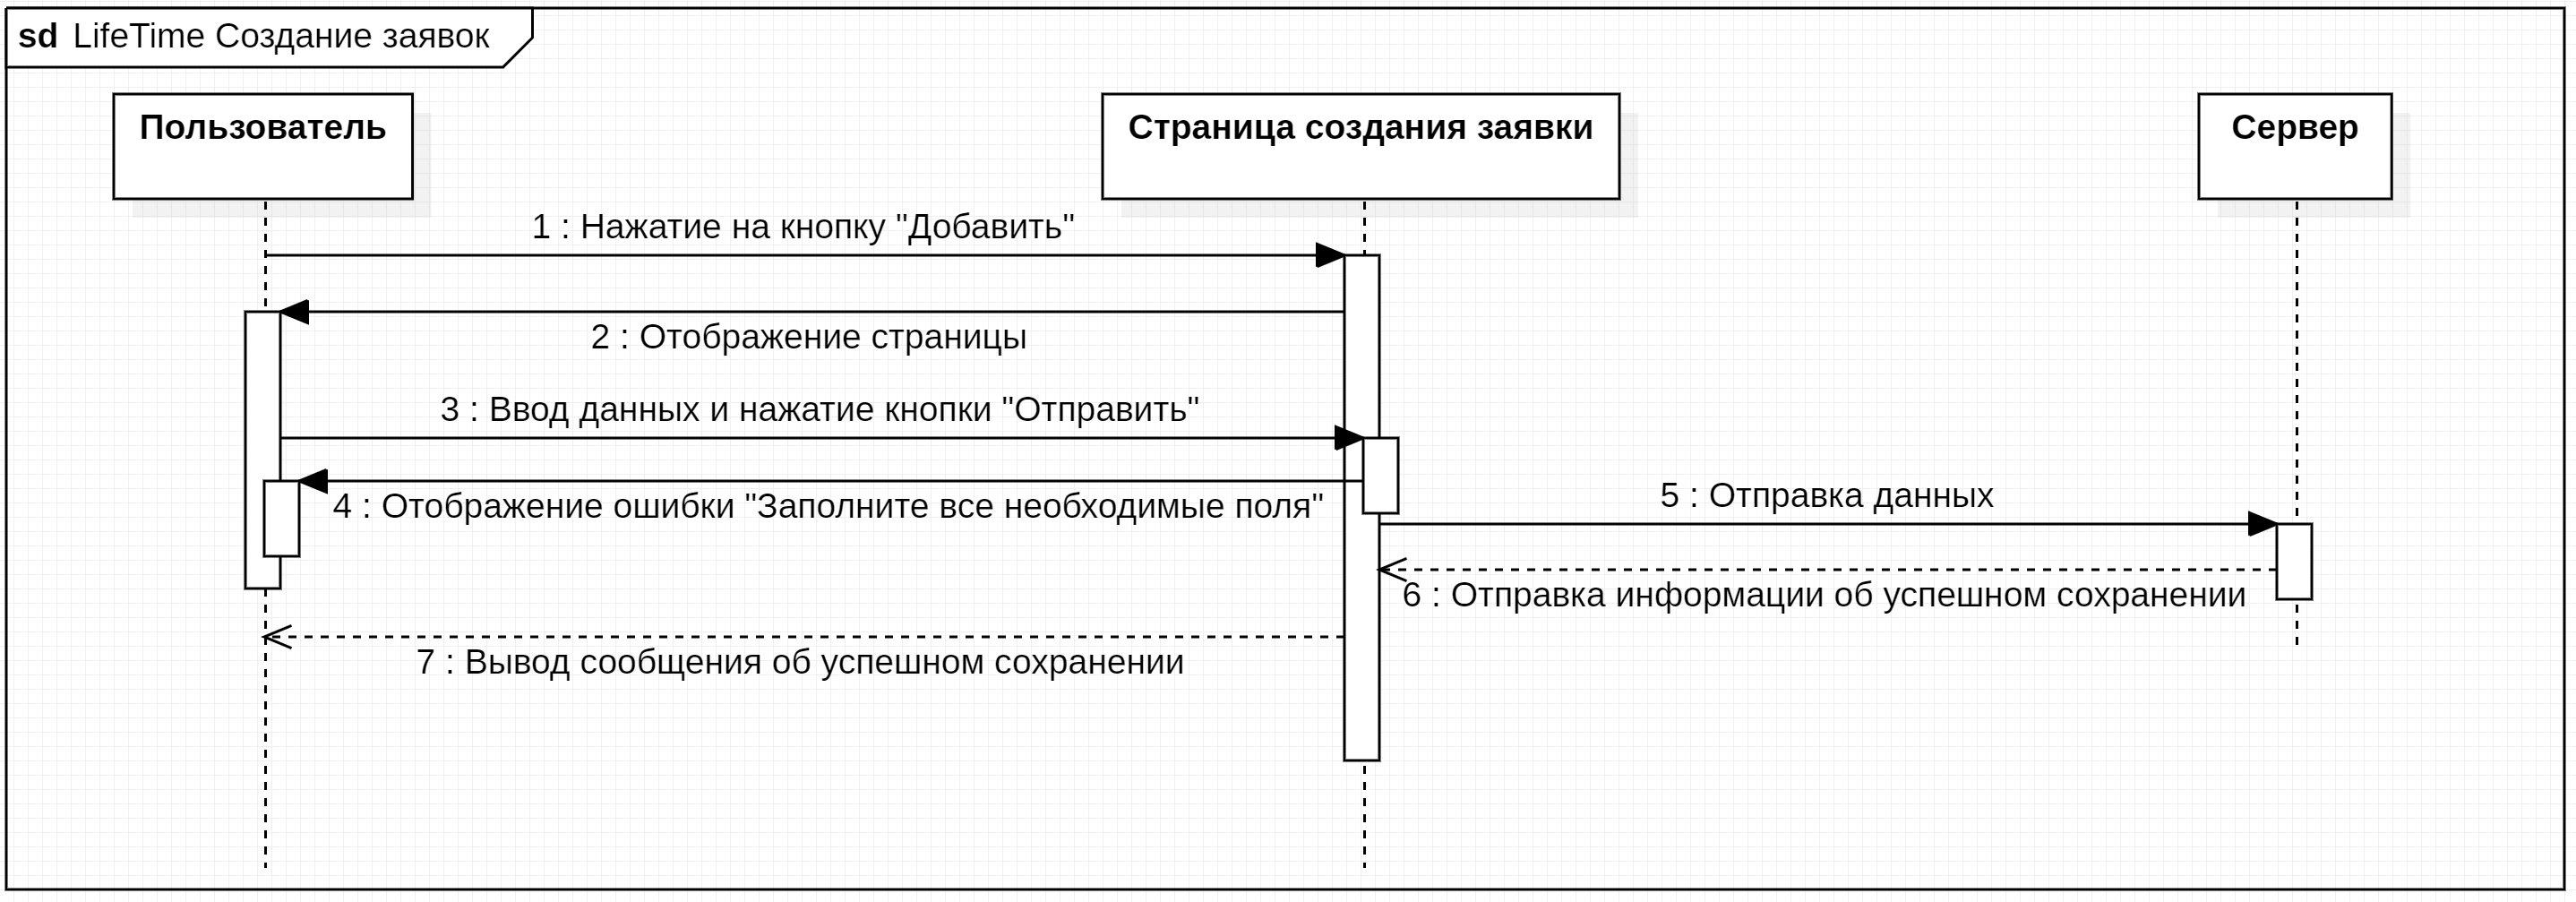 sd LifeTime Создание заявок
Пользователь
Страница создания заявки
Сервер
1 : Нажатие на кнопку "Добавить"
2 : Отображение страницы
3 : Ввод данных и нажатие кнопки "Отправить"
4 : Отображение ошибки "Заполните все необходимые поля"
5 : Отправка данных
6 : Отправка информации об успешном сохранении
7 : Вывод сообщения об успешном сохранении